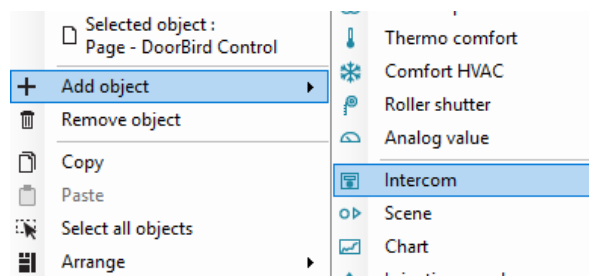 Selected object :
Page - DoorBird Control
Add object
Remove object
Copy
Paste
Select all objects
Arrange
Thermo comfort
Comfort HVAC
Roller shutter
Analog value
Intercom
Scene
Chart